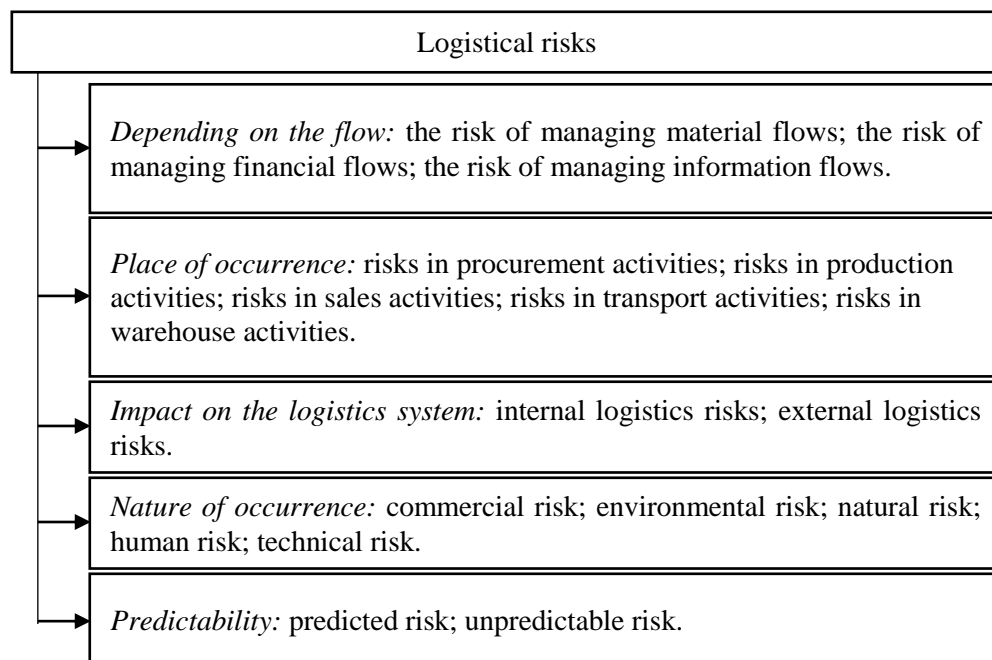 Logistical risks
Depending on the flow: the risk of managing material flows; the risk of
managing financial flows; the risk of managing information flows.
Place of occurrence: risks in procurement activities; risks in production
activities; risks in sales activities; risks in transport activities; risks in
warehouse activities.
Impact on the logistics system: internal logistics risks; external logistics
risks.
Nature of occurrence: commercial risk; environmental risk; natural risk;
human risk; technical risk.
Predictability: predicted risk; unpredictable risk.